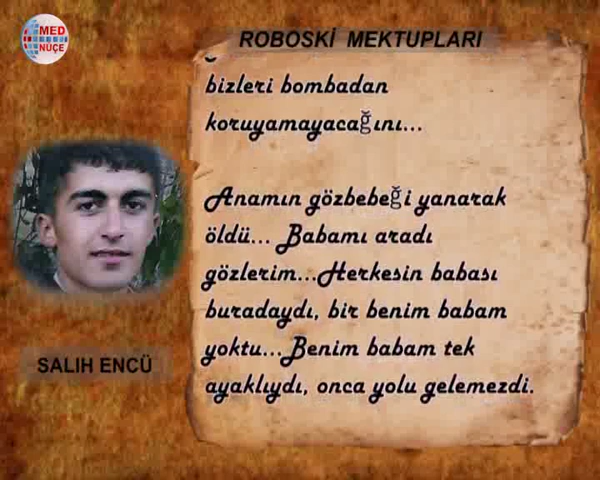 MED
NUÇE
ROBOSKİ MEKTUPLARI
bizleri bombadan
koruyamayacağını...
Anamın gözbebeği yanarak
öldü... Babamı aradı
gözlerim...Herkesin babası
buradaydı, bir benim babam
yoktu...Benim babam tek
ayaklıydı, onca yolu gelemezdi.
SALIH ENCÜ